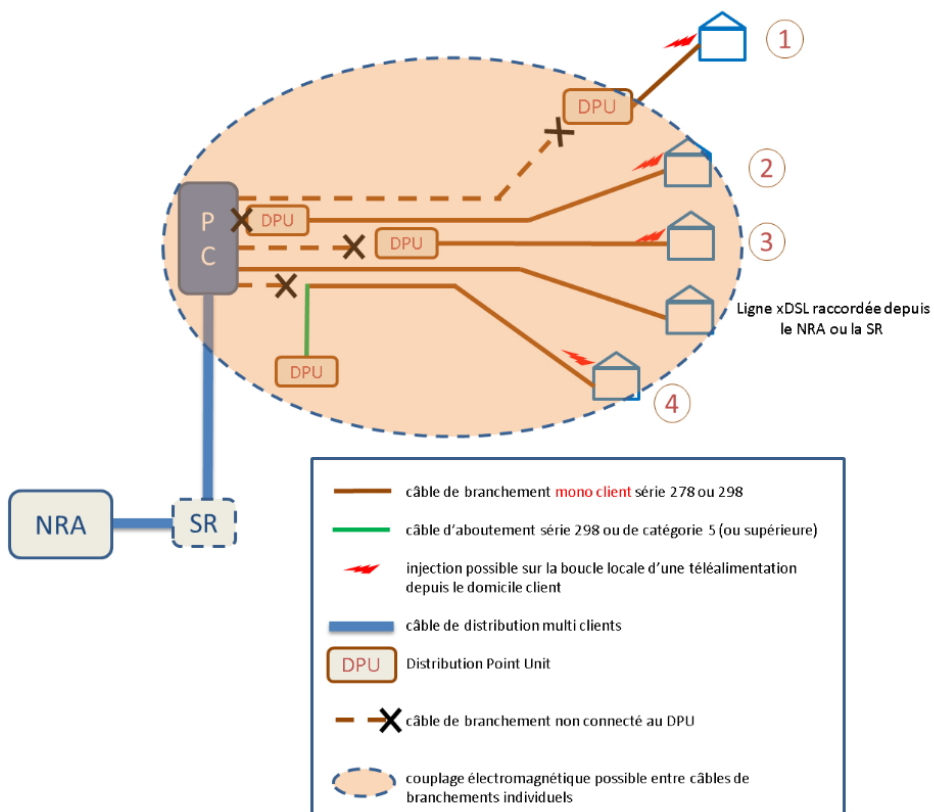 1
DPU
2
P
C
DPU
3
DPU
Ligne xDSL raccordée depuis
le NRA ou la SR
DPU
4
NRA
SR
câble de branchement mono client série 278 ou 298
câble d'aboutement série 298 ou de catégorie 5 (ou supérieure)
injection possible sur la boucle locale d'une téléalimentation
depuis le domicile client
câble de distribution multi clients
DPU
Distribution Point Unit
câble de branchement non connecté au DPU
couplage électromagnétique possible entre câbles de
branchements individuels